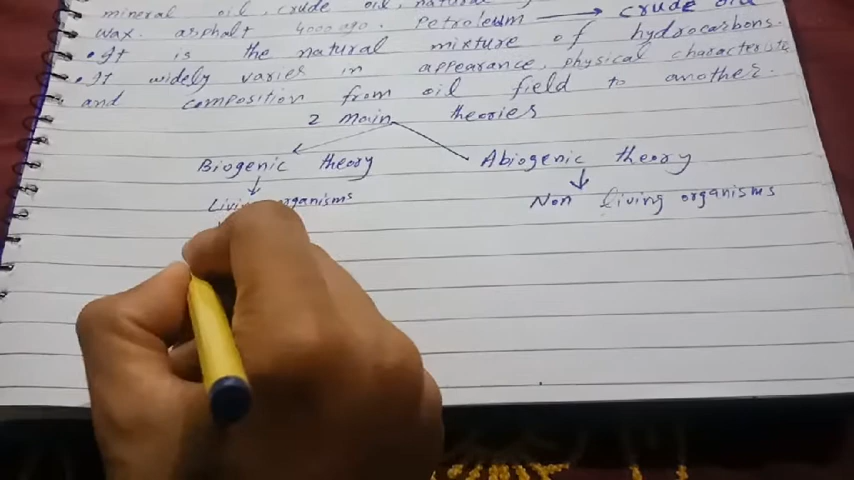 mineral oil, crude oil, natural
wax. asphalt 4000 ago. Petroleum → crude oil
• It is the natural mixture of hydrocarbons.
• It widely varies in appearance, physical characteristic
and composition from oil field to another.
2 main theories
Biogenic theory Abiogenic theory
Living organisms Non living organisms